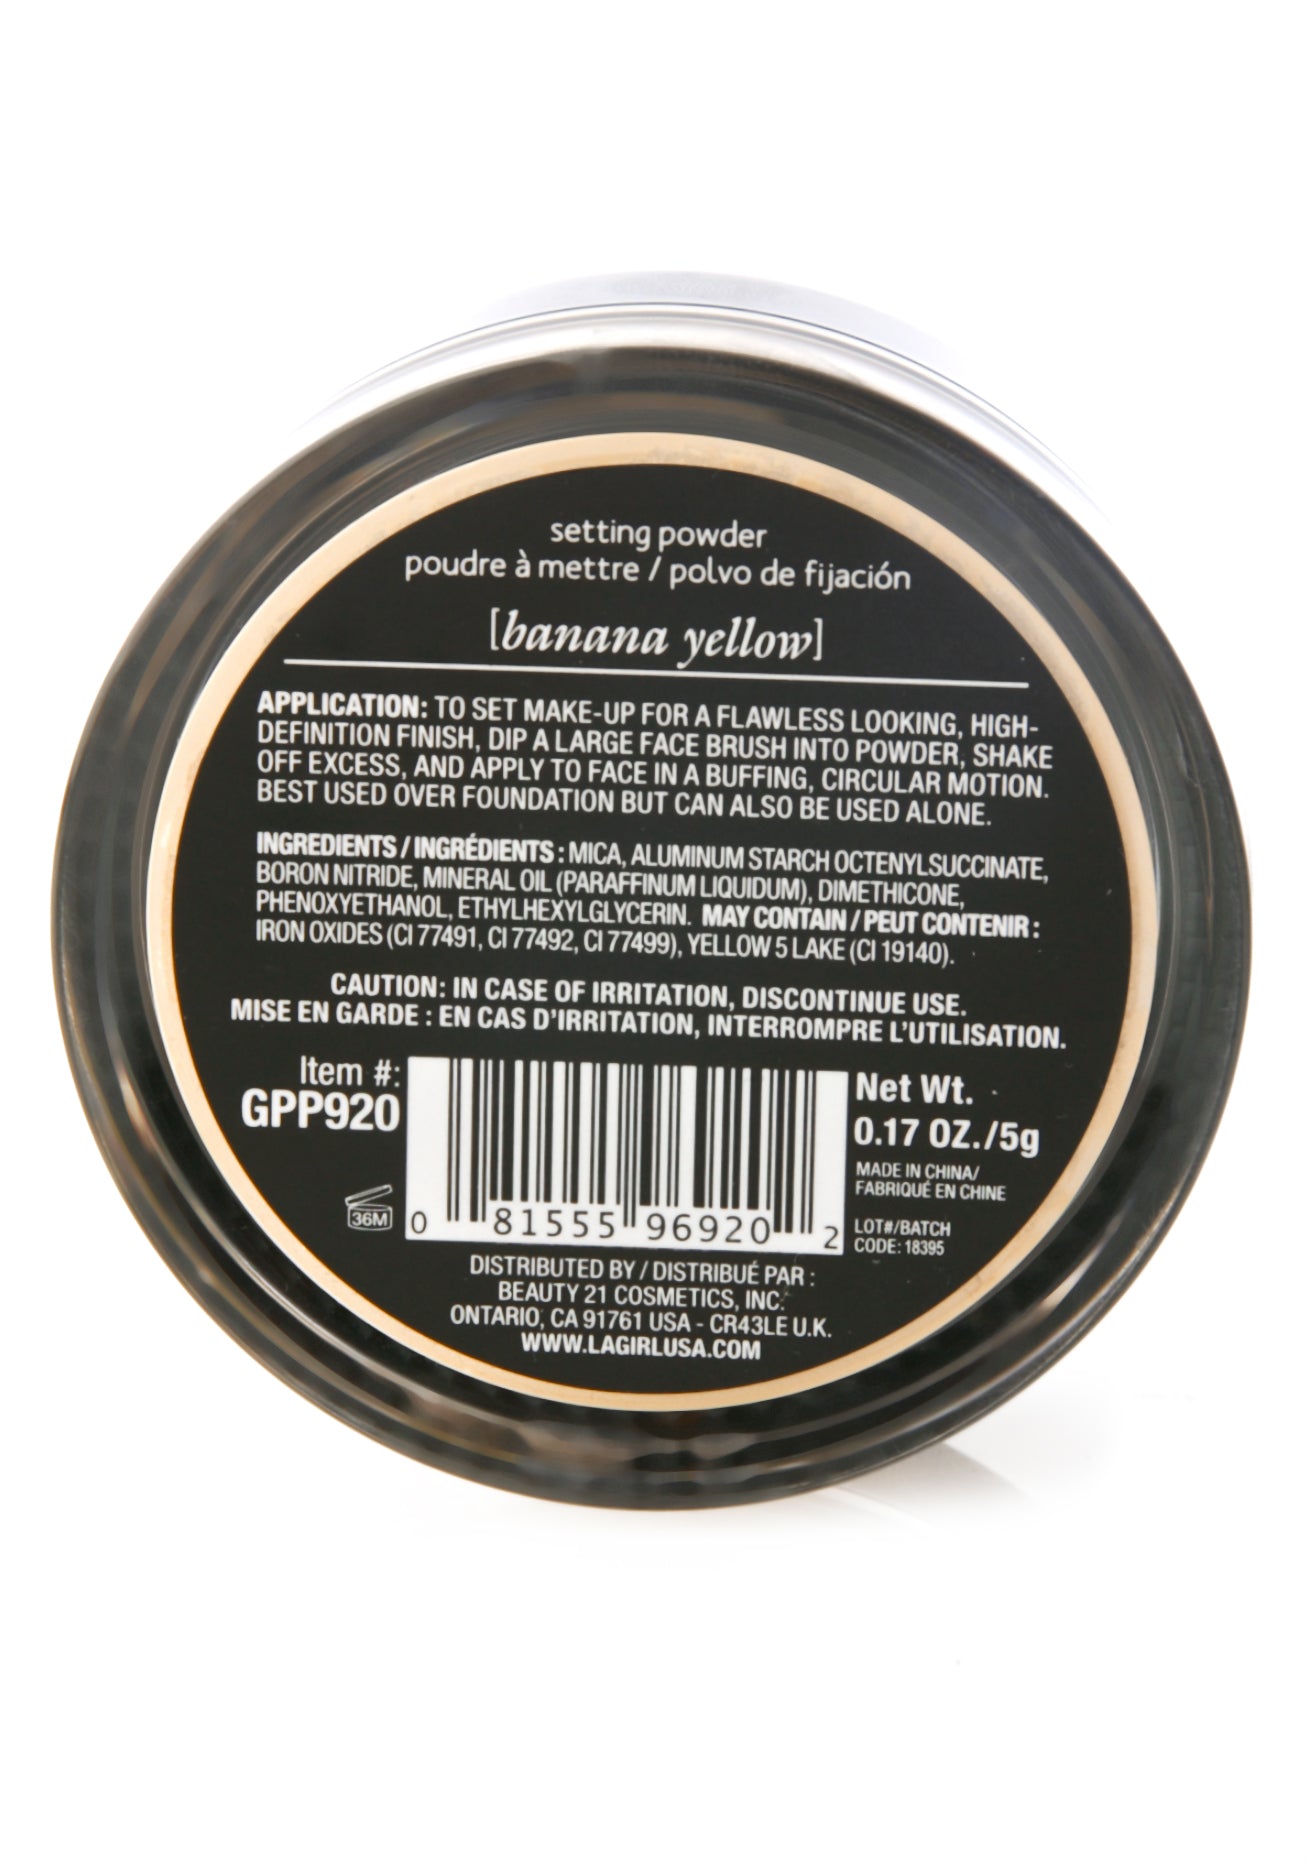 setting powder
poudre à mettre / polvo de fijación
[banana yellow]
APPLICATION: TO SET MAKE-UP FOR A FLAWLESS LOOKING, HIGH-
DEFINITION FINISH, DIP A LARGE FACE BRUSH INTO POWDER, SHAKE
OFF EXCESS, AND APPLY TO FACE IN A BUFFING, CIRCULAR MOTION.
BEST USED OVER FOUNDATION BUT CAN ALSO BE USED ALONE.
INGREDIENTS / INGRÉDIENTS : MICA, ALUMINUM STARCH OCTENYLSUCCINATE,
BORON NITRIDE, MINERAL OIL (PARAFFINUM LIQUIDUM), DIMETHICONE,
PHENOXYETHANOL, ETHYLHEXYLGLYCERIN. MAY CONTAIN / PEUT CONTENIR :
IRON OXIDES (CI 77491, CI 77492, CI 77499), YELLOW 5 LAKE (CI 19140).
CAUTION: IN CASE OF IRRITATION, DISCONTINUE USE.
MISE EN GARDE : EN CAS D'IRRITATION, INTERROMPRE L'UTILISATION.
Item #:
GPP920
36M
0 81555 96920 2
Net Wt.
0.17 OZ./5g
MADE IN CHINA/
FABRIQUÉ EN CHINE
LOT#/BATCH
CODE: 18395
DISTRIBUTED BY / DISTRIBUÉ PAR :
BEAUTY 21 COSMETICS, INC.
ONTARIO, CA 91761 USA - CR43LE U.K.
WWW.LAGIRLUSA.COM